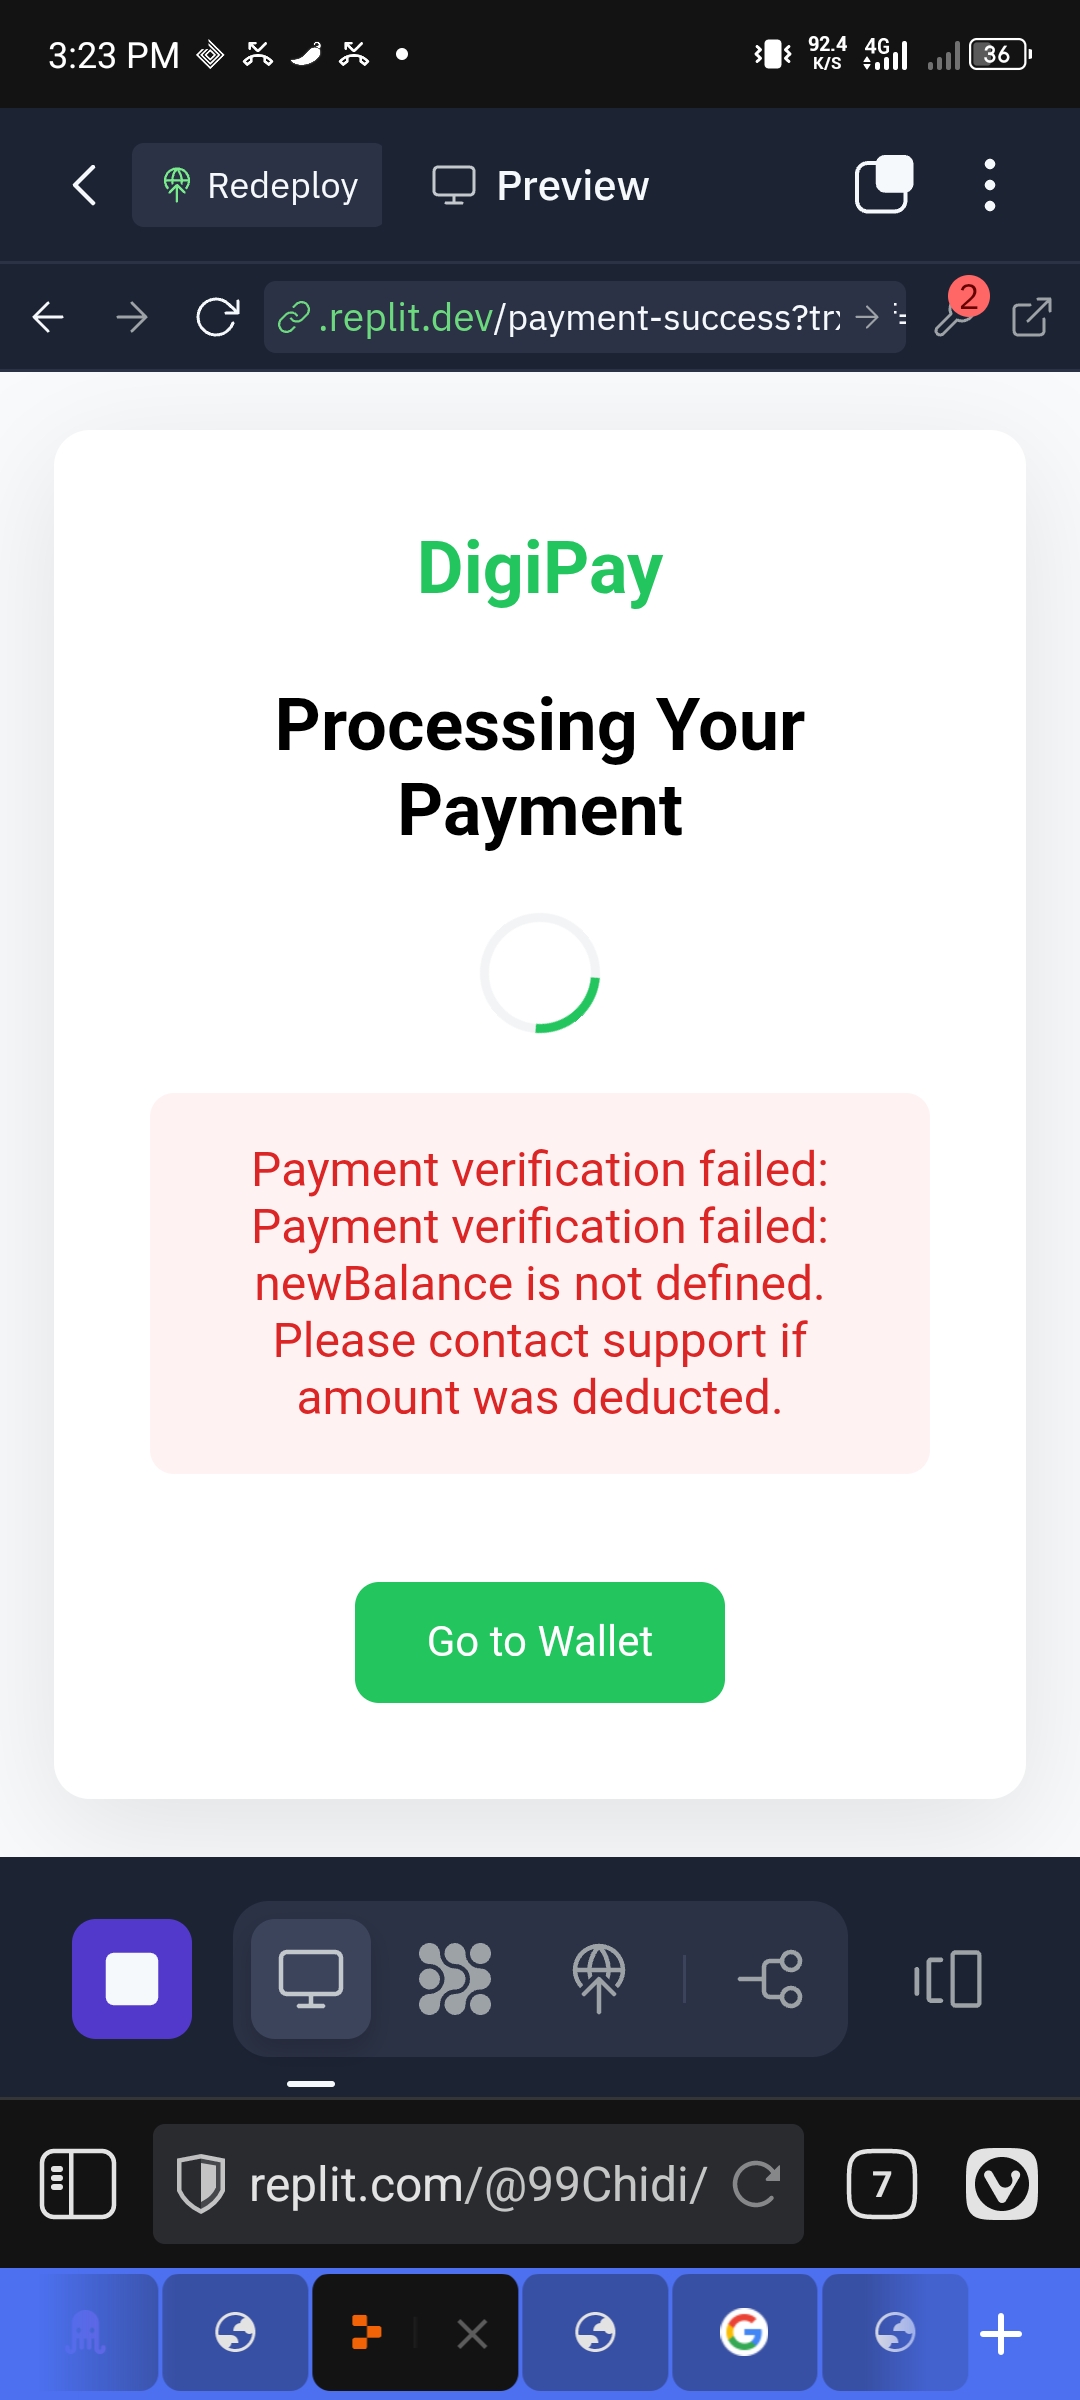 3:23 PM
92.4
K/S
4G
36
Redeploy
Preview
.replit.dev/payment-success?tr
2
DigiPay
Processing Your
Payment
Payment verification failed:
Payment verification failed:
newBalance is not defined.
Please contact support if
amount was deducted.
Go to Wallet
replit.com/@99Chidi/
7